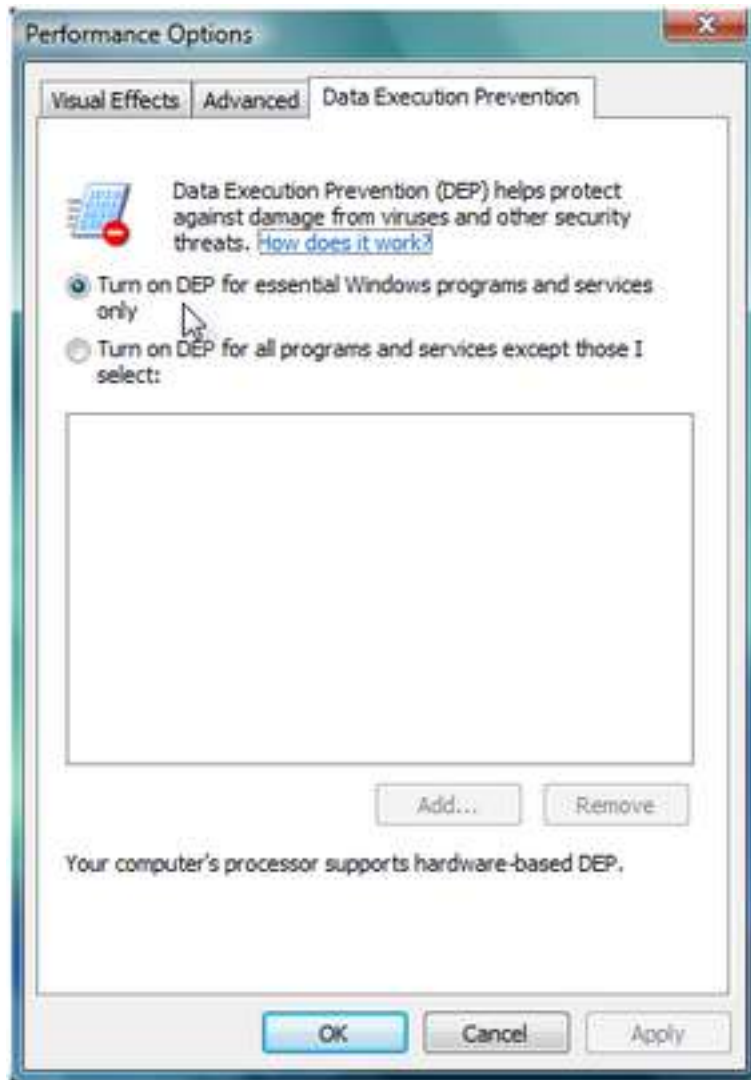 Performance Options
Visual Effects Advanced Data Execution Prevention
Data Execution Prevention (DEP) helps protect
against damage from viruses and other security
threats. How does it work?
Turn on DEP for essential Windows programs and services
only
Turn on DEP for all programs and services except those I
select:
Add... Remove
Your computer's processor supports hardware-based DEP.
OK Cancel Apply